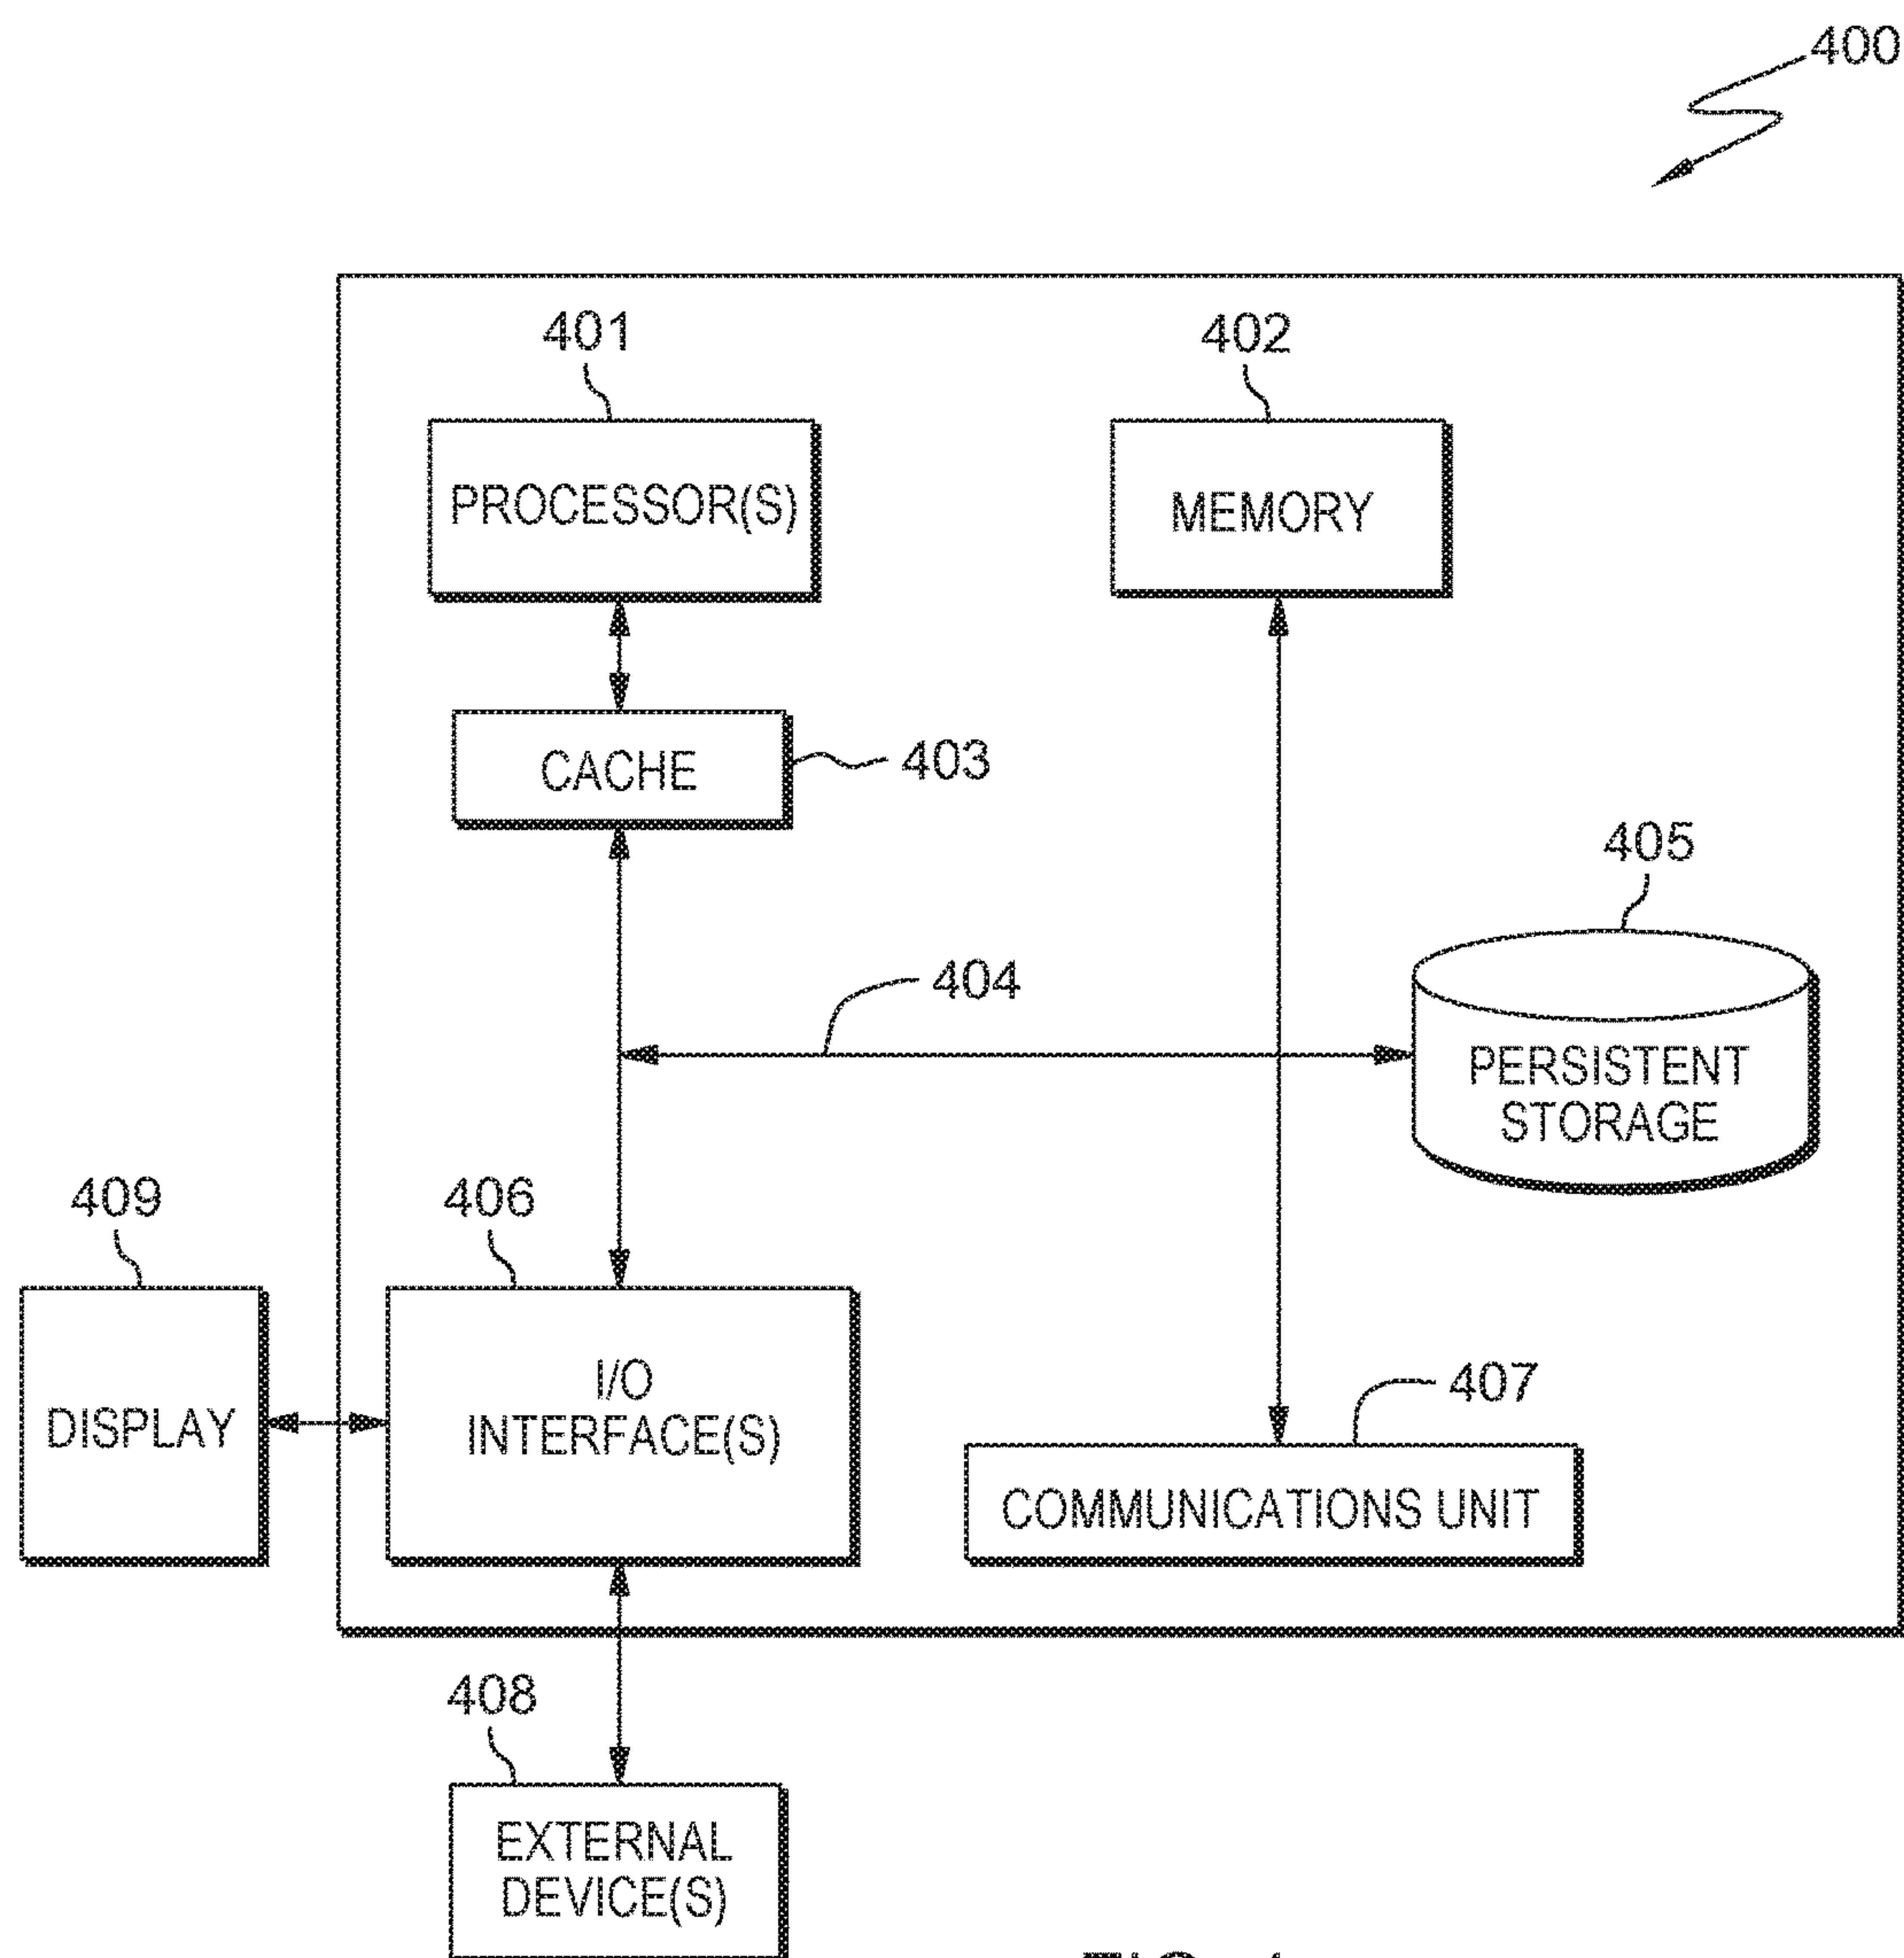 400
401
402
PROCESSOR(S)
MEMORY
CACHE
403
405
404
PERSISTENT
STORAGE
409
406
I/O
INTERFACE(S)
DISPLAY
407
COMMUNICATIONS UNIT
408
EXTERNAL
DEVICE(S)